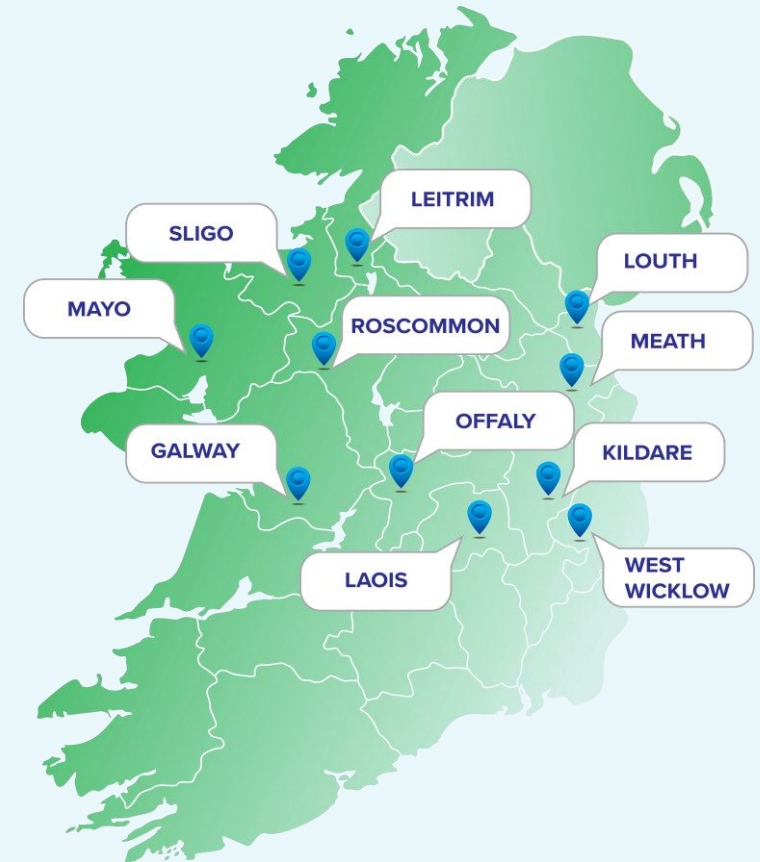 LEITRIM
SLIGO
LOUTH
MAYO
ROSCOMMON
MEATH
OFFALY
GALWAY
KILDARE
LAOIS
WEST
WICKLOW